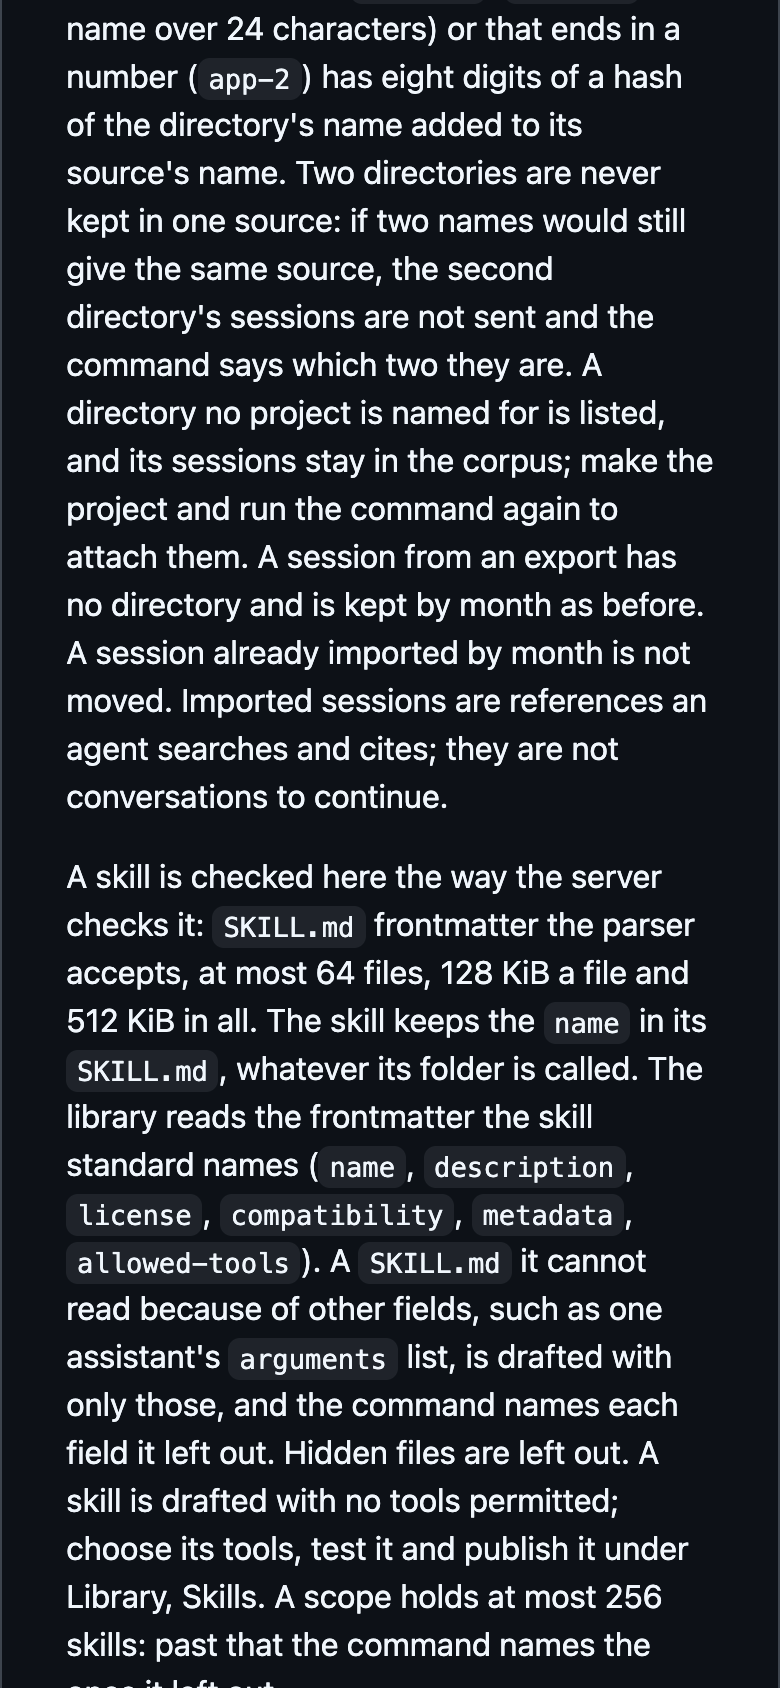 name over 24 characters) or that ends in a
number (app-2) has eight digits of a hash
of the directory's name added to its
source's name. Two directories are never
kept in one source: if two names would still
give the same source, the second
directory's sessions are not sent and the
command says which two they are. A
directory no project is named for is listed,
and its sessions stay in the corpus; make the
project and run the command again to
attach them. A session from an export has
no directory and is kept by month as before.
A session already imported by month is not
moved. Imported sessions are references an
agent searches and cites; they are not
conversations to continue.
A skill is checked here the way the server
checks it: SKILL.md frontmatter the parser
accepts, at most 64 files, 128 KiB a file and
512 KiB in all. The skill keeps the name in its
SKILL.md, whatever its folder is called. The
library reads the frontmatter the skill
standard names (name, description,
license, compatibility, metadata,
allowed-tools). A SKILL.md it cannot
read because of other fields, such as one
assistant's arguments list, is drafted with
only those, and the command names each
field it left out. Hidden files are left out. A
skill is drafted with no tools permitted;
choose its tools, test it and publish it under
Library, Skills. A scope holds at most 256
skills: past that the command names the
ones it left out.